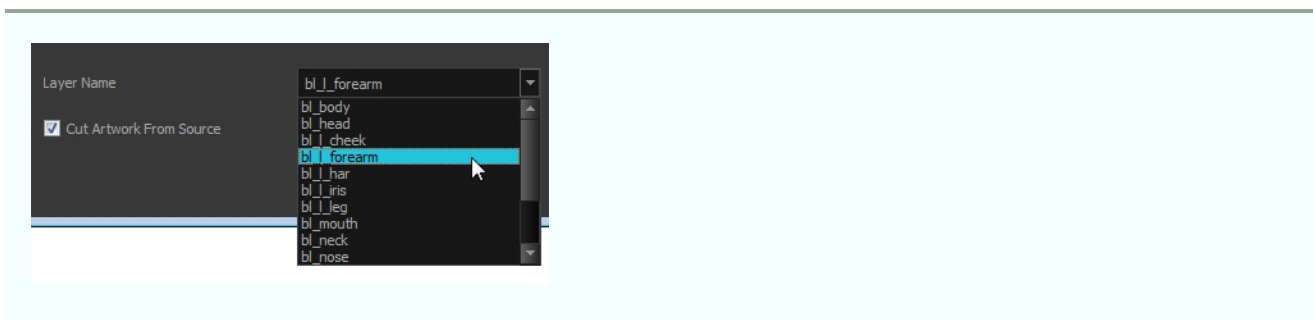 Layer Name
bl_l_forearm
bl_body
bl_head
Cut Artwork From Source
bl_l_cheek
bl_l_forearm
bl_l_har
bl_l_iris
bl_l_leg
bl_mouth
bl_neck
bl_nose